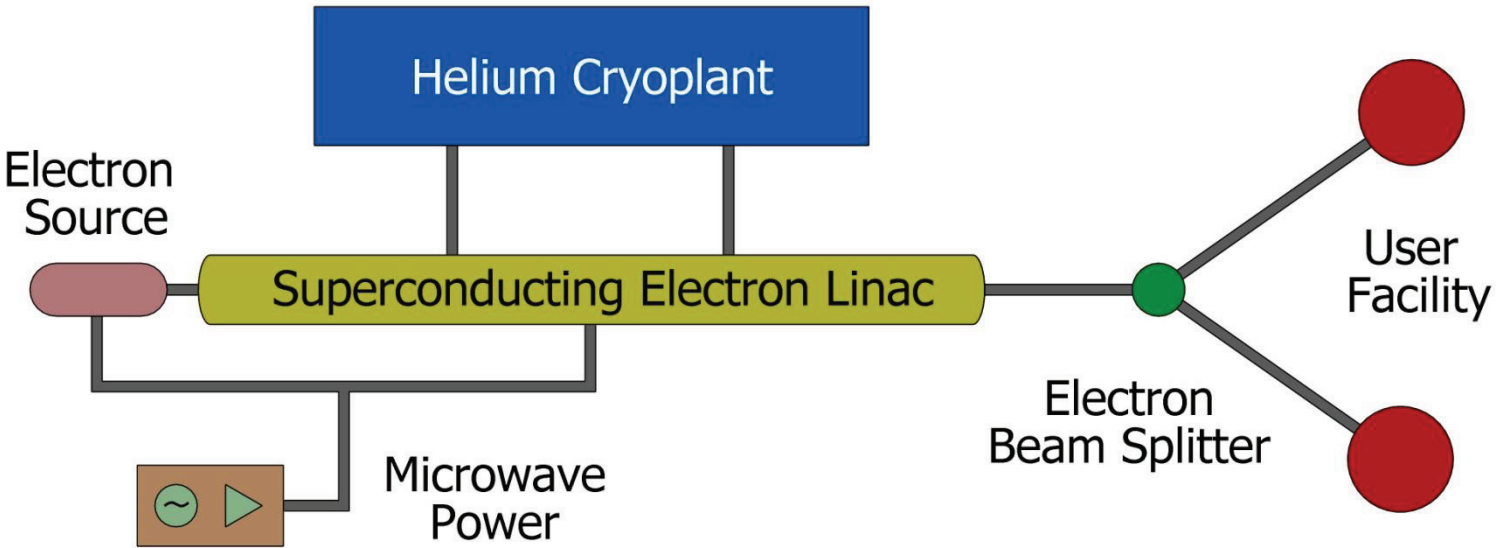 Helium Cryoplant
Electron
Source
Superconducting Electron Linac
User
Facility
Electron
Beam Splitter
Microwave
Power
~